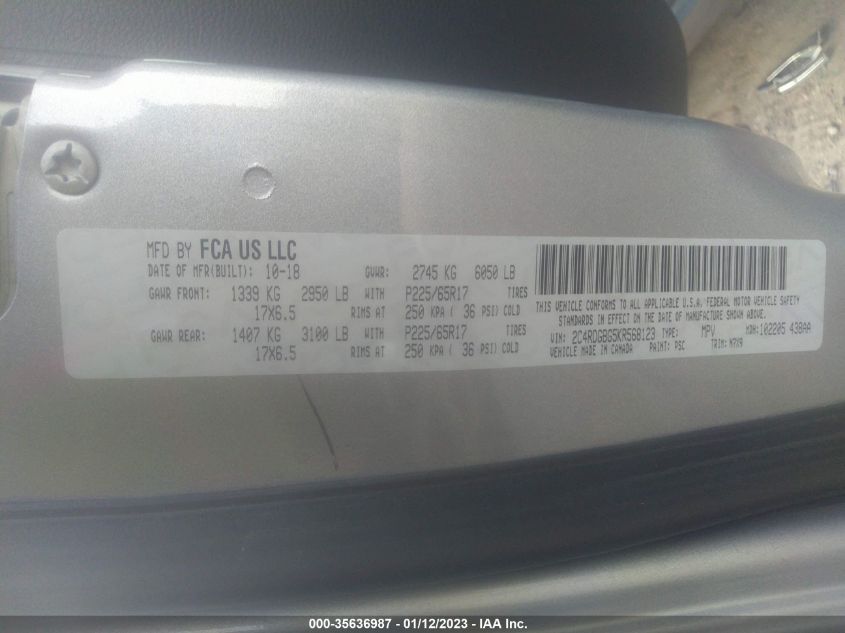 MFD BY FCA US LLC
DATE OF MFR(BUILT): 10-18 GVWR: 2745 KG 6050 LB
GAWR FRONT: 1339 KG 2950 LB WITH P225/65R17 TIRES
17X6.5 RIMS AT 250 KPA ( 36 PSI) COLD
GAWR REAR: 1407 KG 3100 LB WITH P225/65R17 TIRES
17X6.5 RIMS AT 250 KPA ( 36 PSI) COLD
THIS VEHICLE CONFORMS TO ALL APPLICABLE U.S.A. FEDERAL MOTOR VEHICLE SAFETY
STANDARDS IN EFFECT ON THE DATE OF MANUFACTURE SHOWN ABOVE.
VIN: 2C4RDGBG5KR568123 TYPE: MPV MDH: 102205 438AA
VEHICLE MADE IN CANADA PAINT: PSC TRIM: N7X9
000-35636987 - 01/12/2023 - IAA Inc.